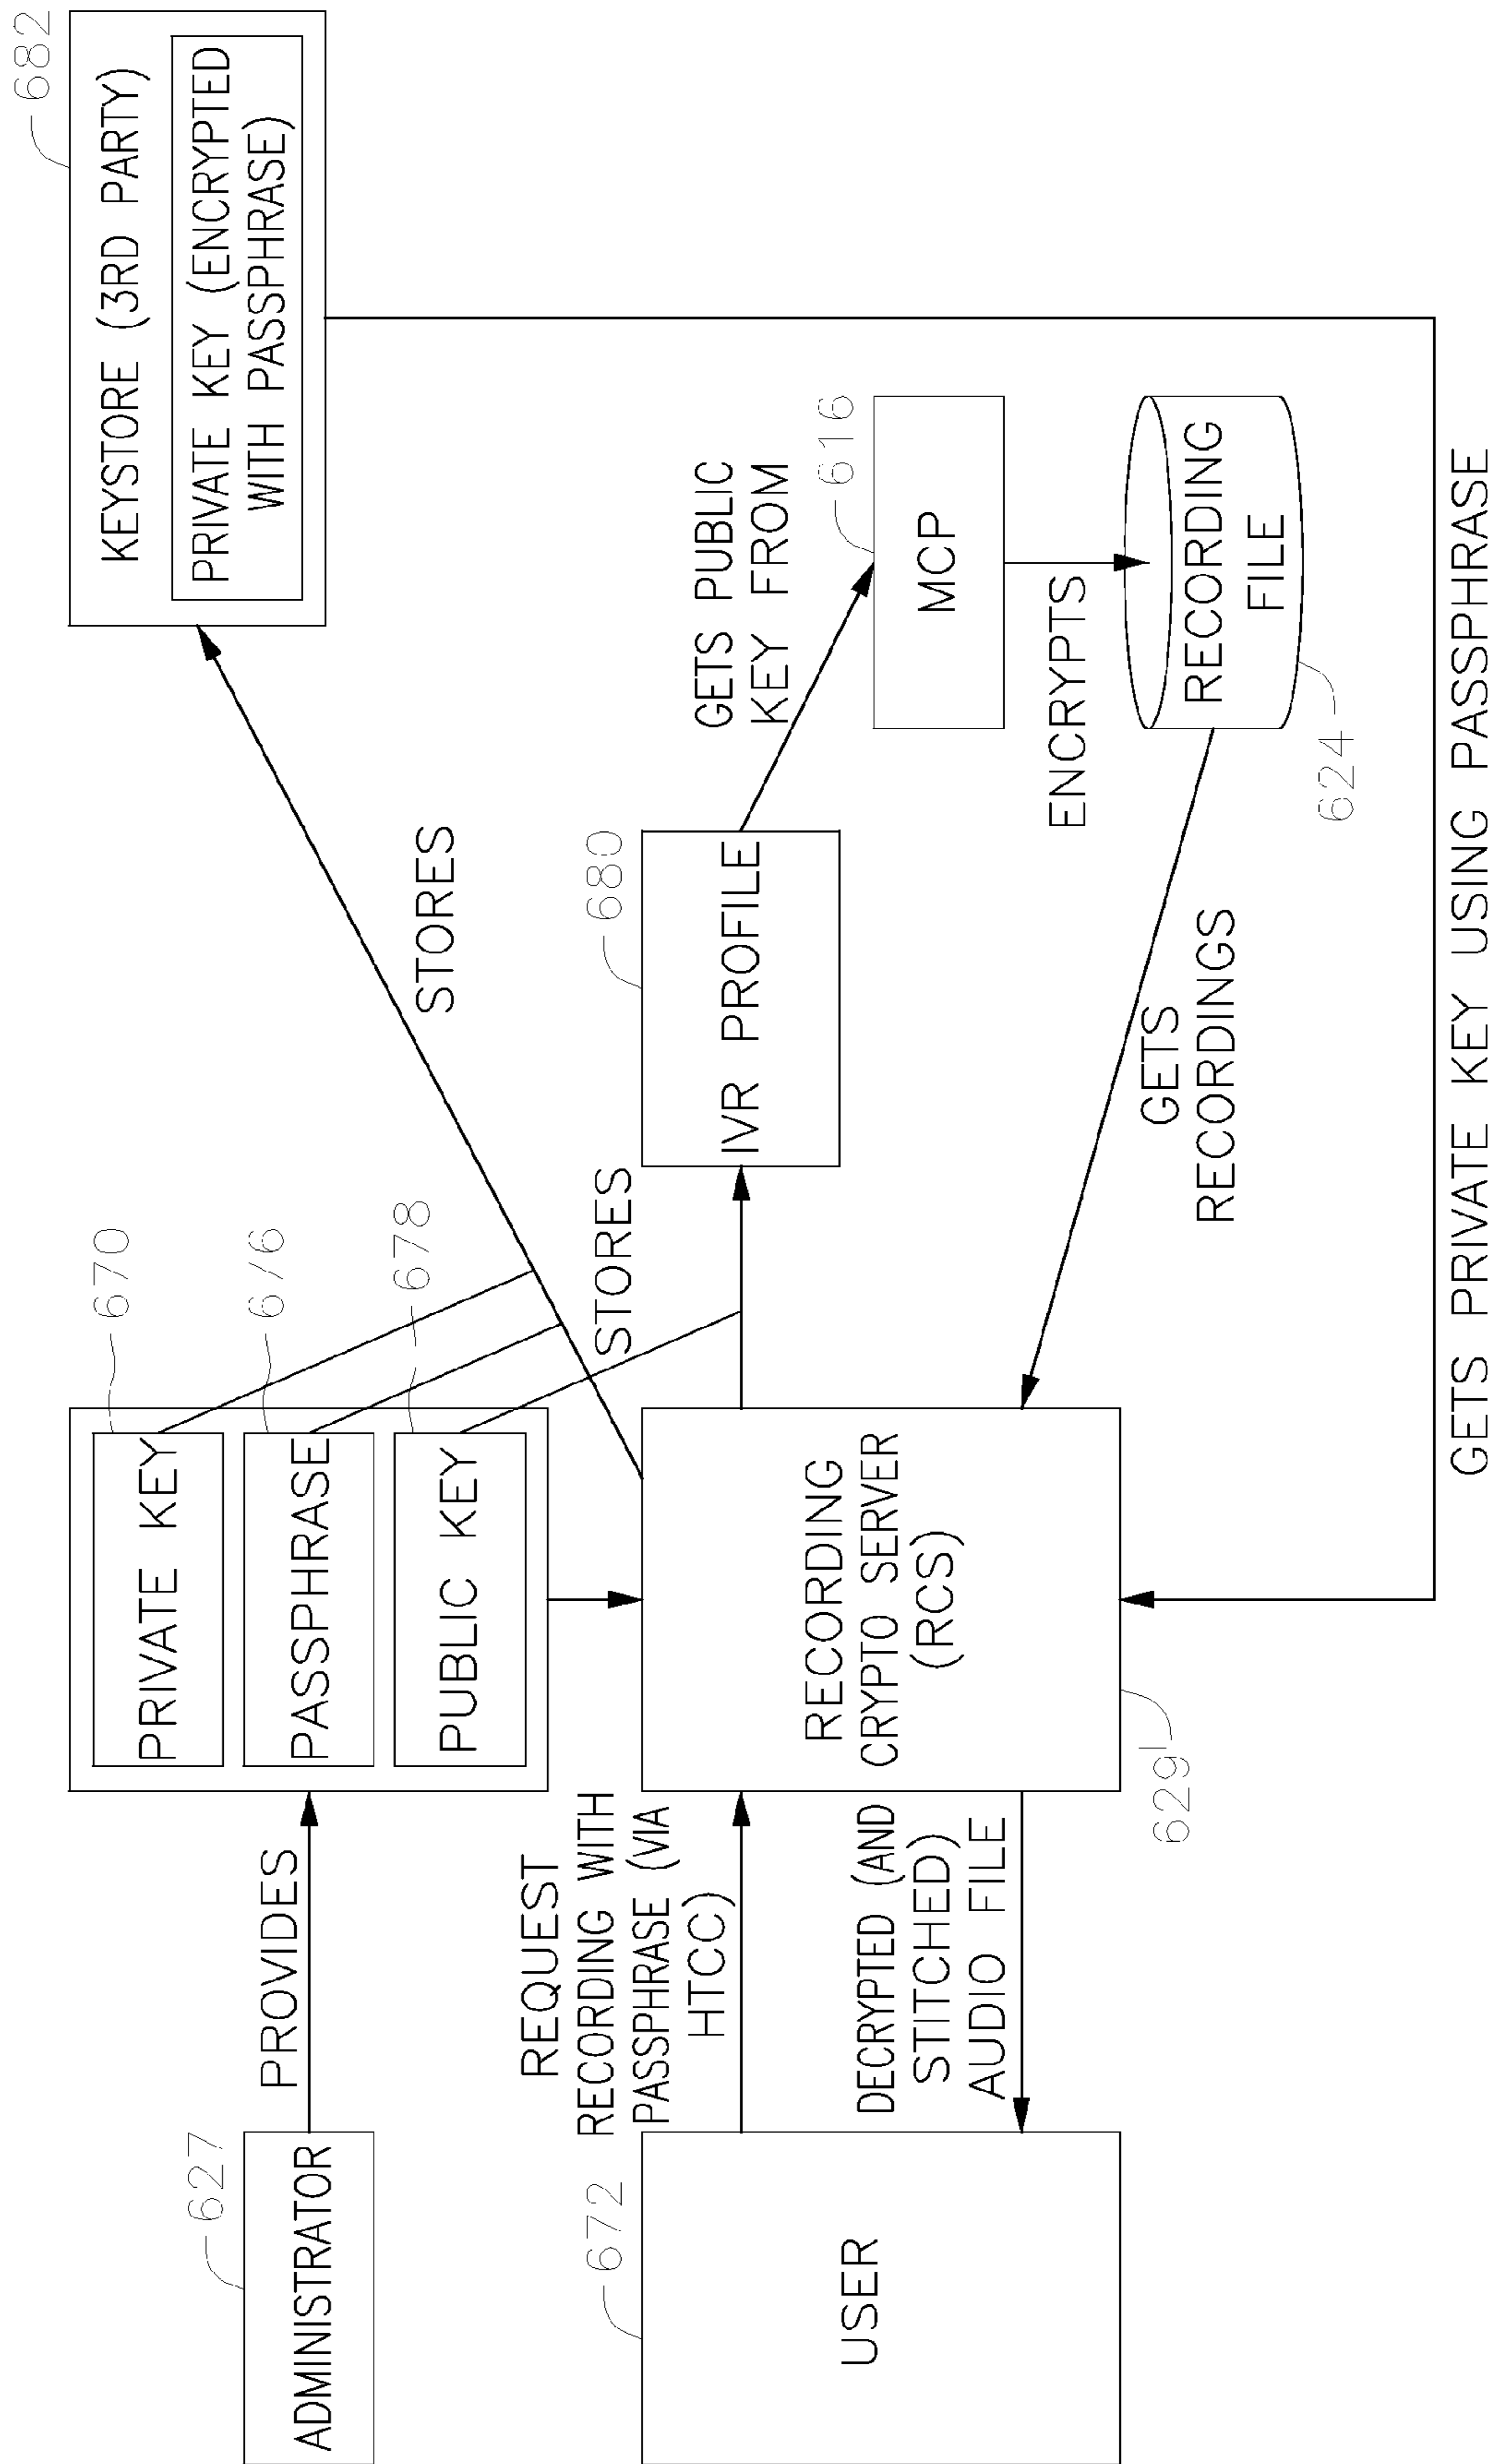 682
KEYSTORE (3RD PARTY)
PRIVATE KEY (ENCRYPTED
WITH PASSPHRASE)
670
676
678
PRIVATE KEY
PASSPHRASE
PUBLIC KEY
627
ADMINISTRATOR
PROVIDES
STORES
STORES
680
IVR PROFILE
GETS PUBLIC
KEY FROM
616
MCP
ENCRYPTS
RECORDING
FILE
624
GETS
RECORDINGS
REQUEST
RECORDING WITH
PASSPHRASE (VIA
HTCC)
672
USER
DECRYPTED (AND
STITCHED)
AUDIO FILE
RECORDING
CRYPTO SERVER
(RCS)
629
GETS PRIVATE KEY USING PASSPHRASE